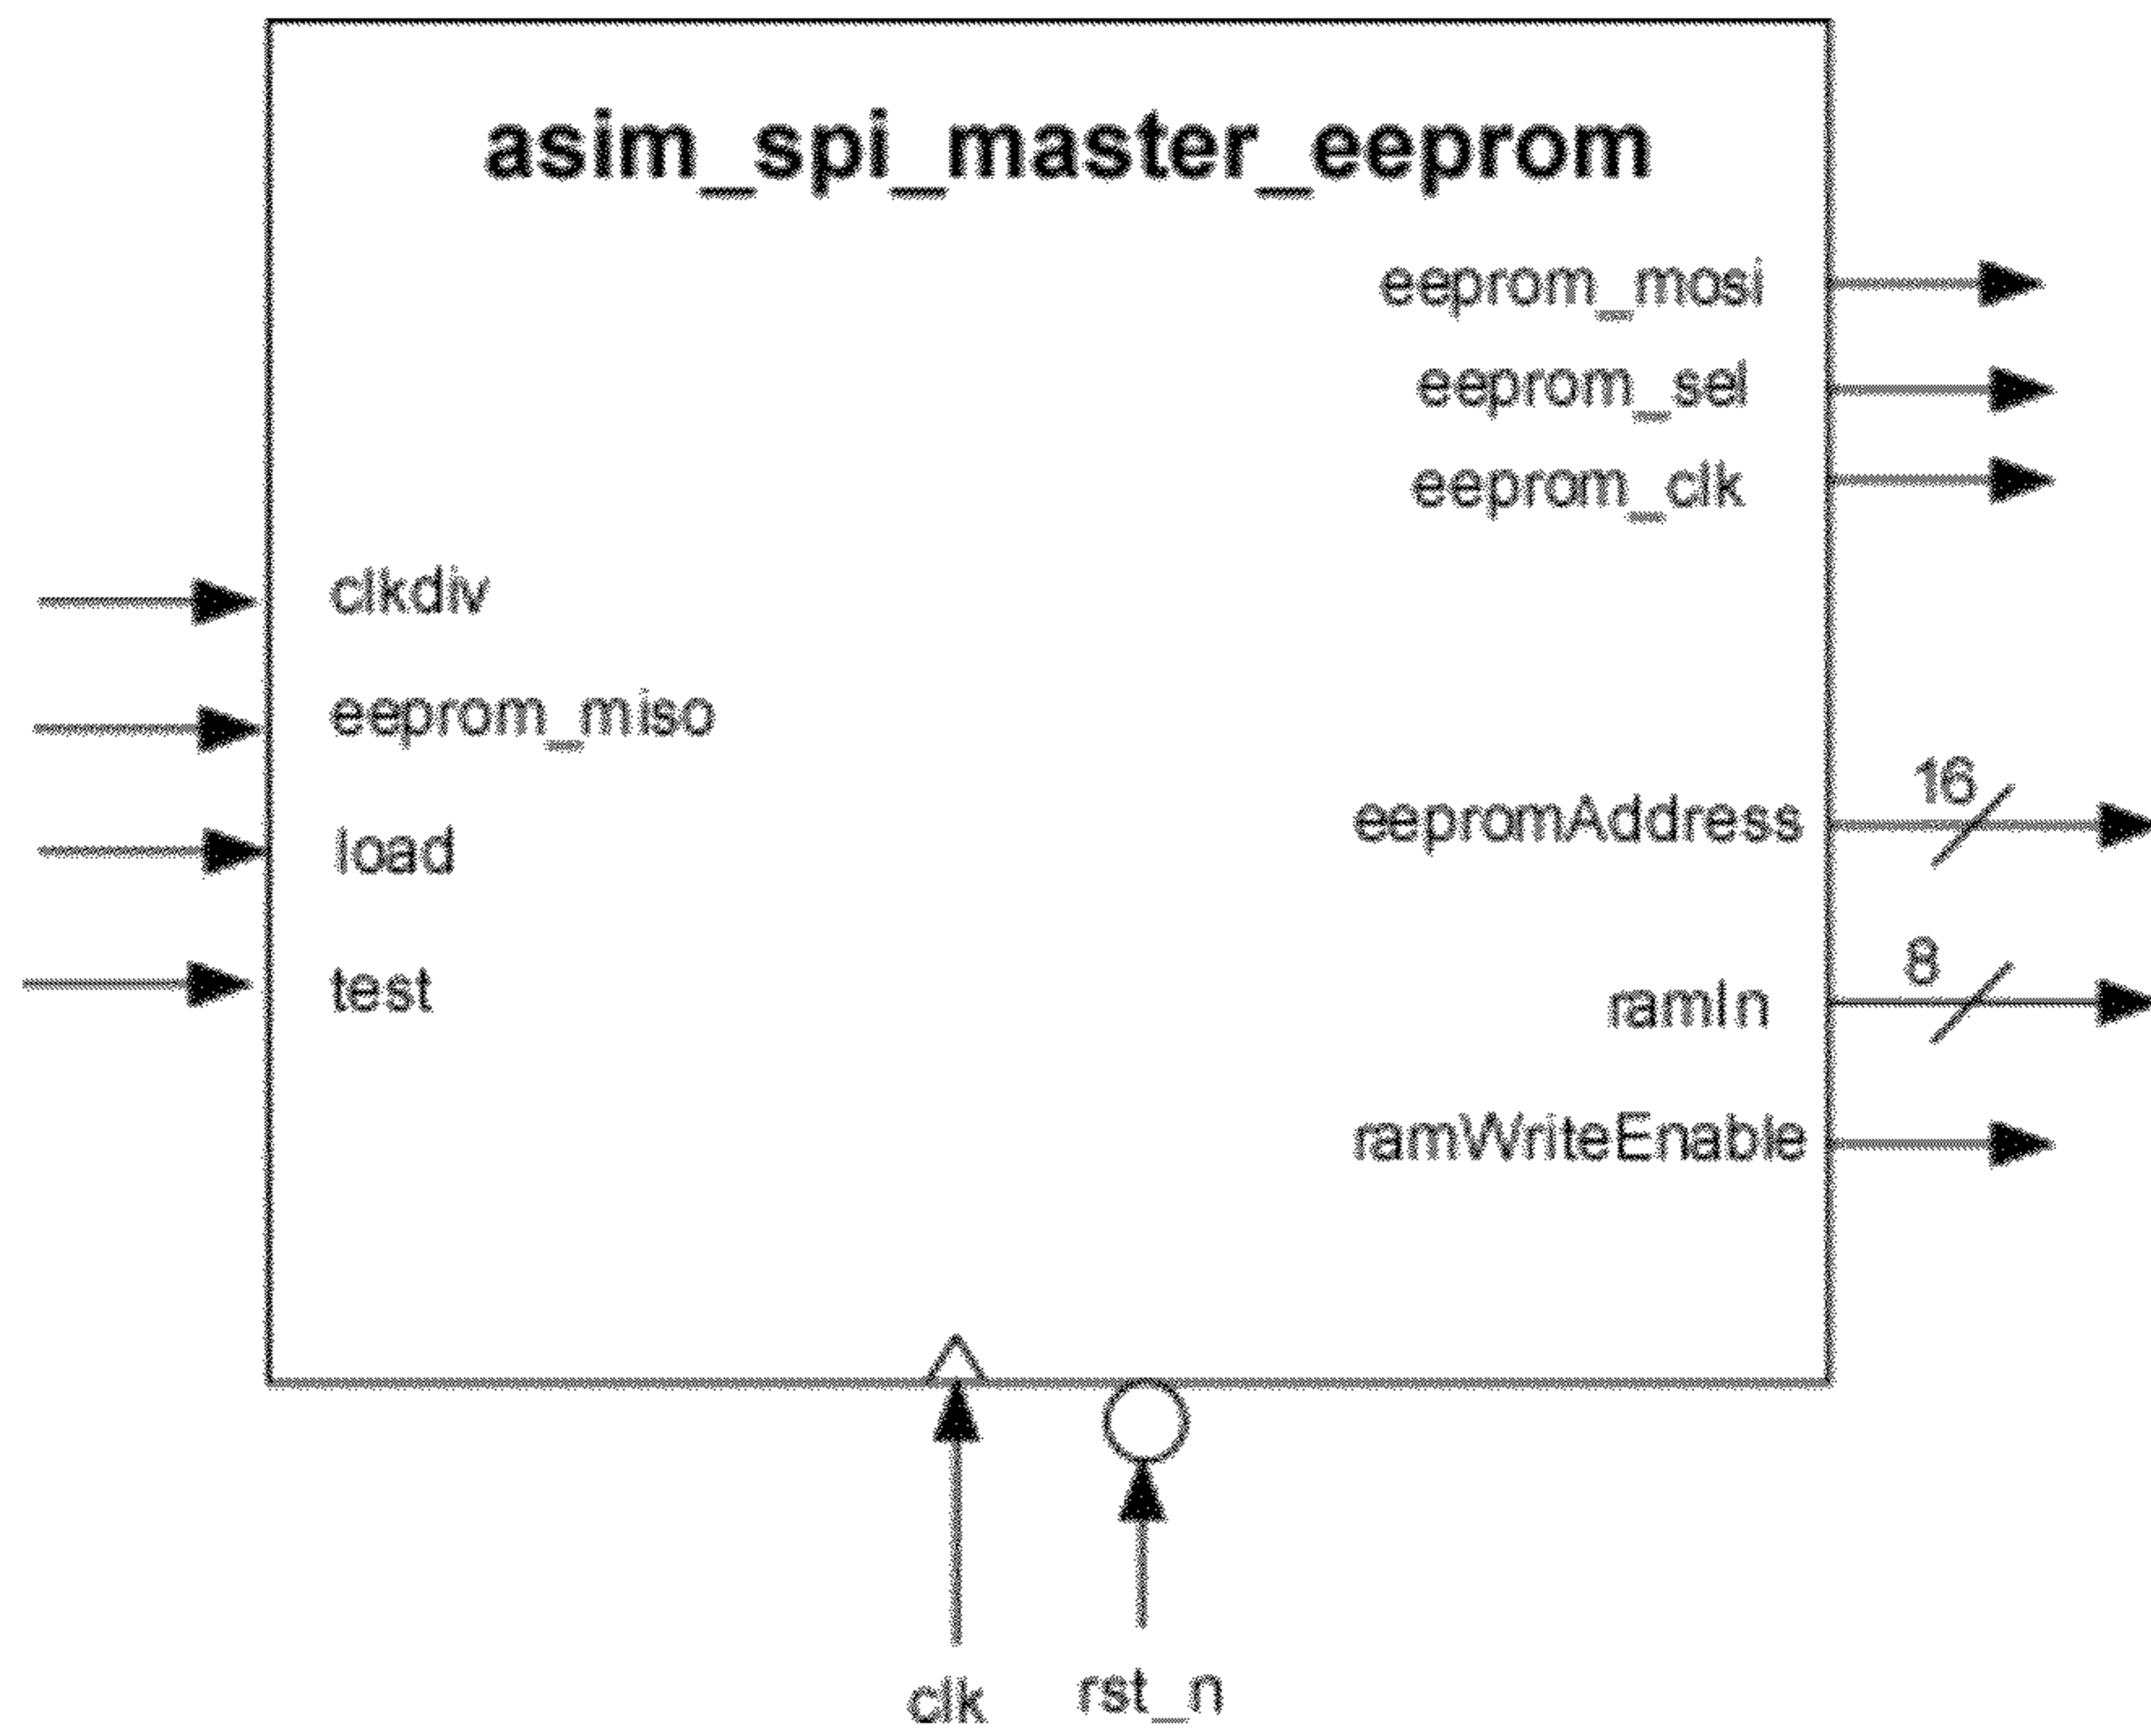 asim_spi_master_eeprom
eeprom_mosi
eeprom_sel
eeprom_clk
clkdiv
eeprom_miso
load
test
16
eepromAddress
8
ramIn
ramWriteEnable
clk
rst_n